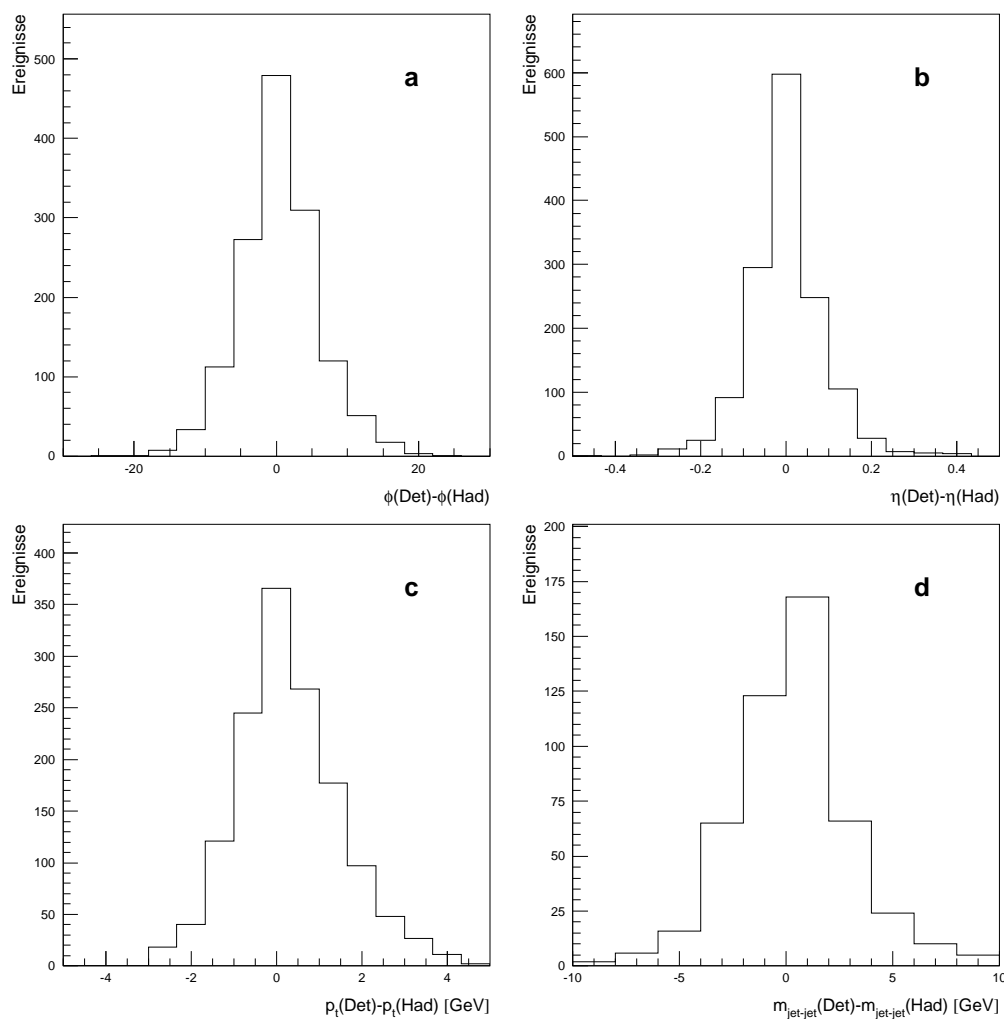 Ereignisse
a
500
400
300
200
100
0
-20 0 20
ϕ(Det)-ϕ(Had)
Ereignisse
b
600
500
400
300
200
100
0
-0.4 -0.2 0 0.2 0.4
η(Det)-η(Had)
Ereignisse
c
400
350
300
250
200
150
100
50
0
-4 -2 0 2 4
pt(Det)-pt(Had) [GeV]
Ereignisse
d
200
175
150
125
100
75
50
25
0
-10 -5 0 5 10
mjet-jet(Det)-mjet-jet(Had) [GeV]